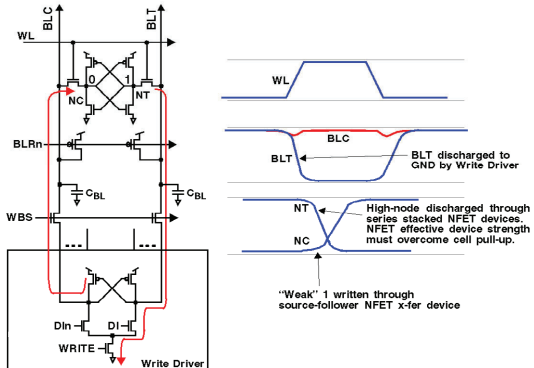 BLC
BLT
WL
0
1
NC
NT
BLRn
CBL
CBL
WBS
DIn
DI
WRITE
Write Driver
WL
BLC
BLT
BLT discharged to
GND by Write Driver
NT
NC
High-node discharged through
series stacked NFET devices.
NFET effective device strength
must overcome cell pull-up.
“Weak” 1 written through
source-follower NFET x-fer device